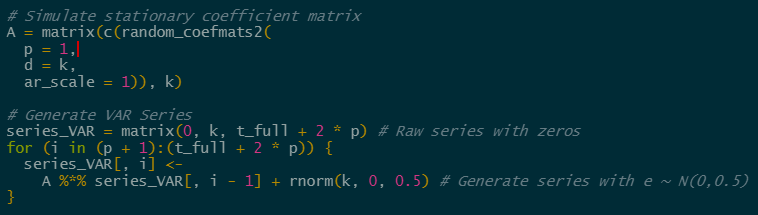 # Simulate stationary coefficient matrix
A = matrix(c(random_coefmats2(
p = 1,
d = k,
ar_scale = 1)), k)
# Generate VAR Series
series_VAR = matrix(0, k, t_full + 2 * p) # Raw series with zeros
for (i in (p + 1):(t_full + 2 * p)) {
series_VAR[, i] <-
A %*% series_VAR[, i - 1] + rnorm(k, 0, 0.5) # Generate series with e ~ N(0,0.5)
}